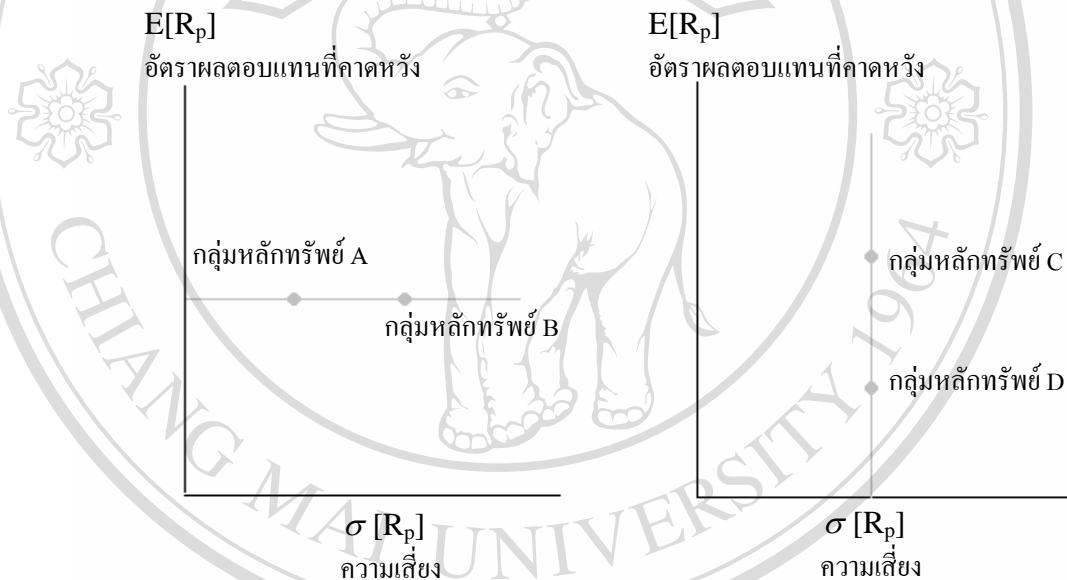 E[Rp]
อัตราผลตอบแทนที่คาดหวัง
กลุ่มหลักทรัพย์ A
กลุ่มหลักทรัพย์ B
σ [Rp]
ความเสี่ยง
E[Rp]
อัตราผลตอบแทนที่คาดหวัง
กลุ่มหลักทรัพย์ C
กลุ่มหลักทรัพย์ D
σ [Rp]
ความเสี่ยง
CHIANG MAI UNIVERSITY 1964